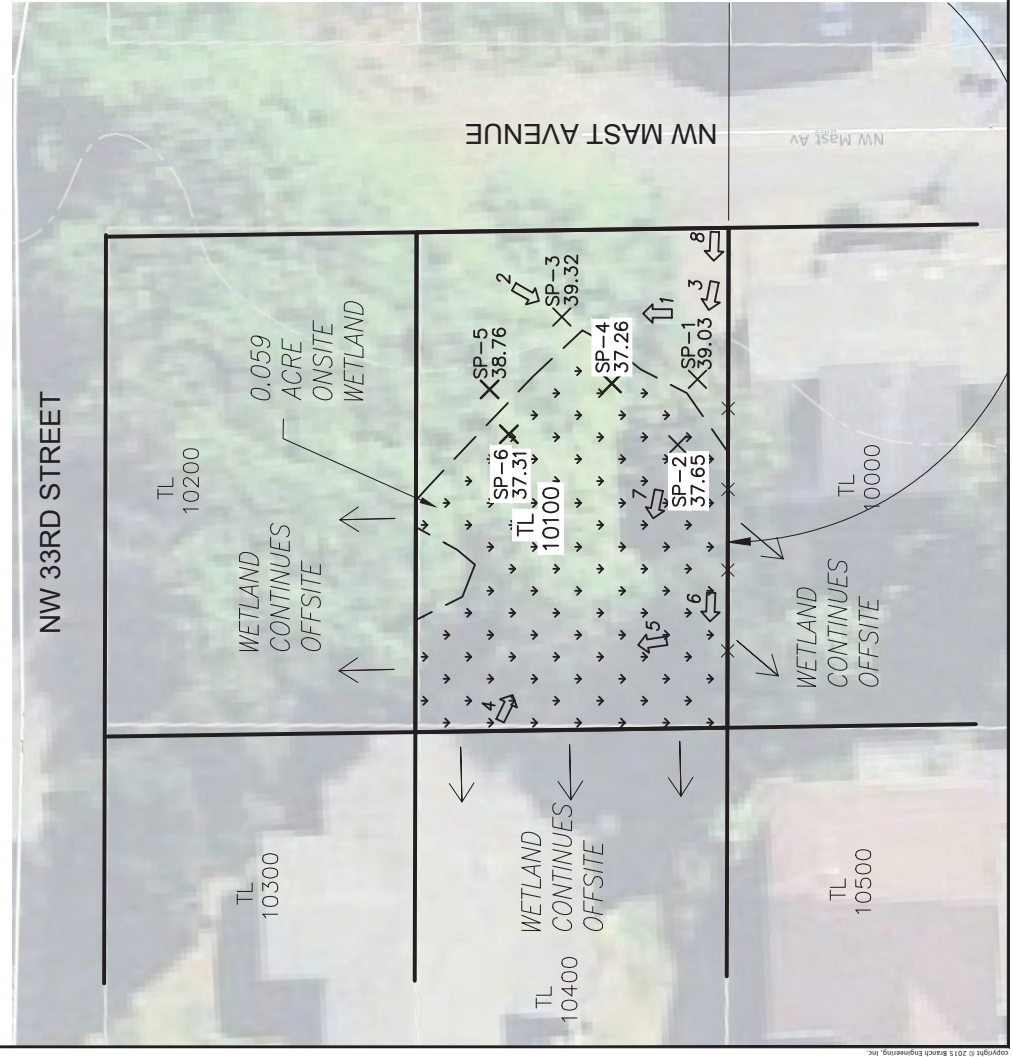 NW 33RD STREET
NW MAST AVENUE
NW Mast Av
0.059
ACRE
ONSITE
WETLAND
TL
10200
WETLAND
CONTINUES
OFFSITE
2
SP-3
39.32
SP-5
38.76
1
8
3
SP-4
37.26
SP-1
39.03
SP-6
37.31
TL
10100
7
SP-2
37.65
TL
10000
6
5
4
WETLAND
CONTINUES
OFFSITE
TL
10300
WETLAND
CONTINUES
OFFSITE
TL
10400
TL
10500
copyright © 2015 Branch Engineering, Inc.